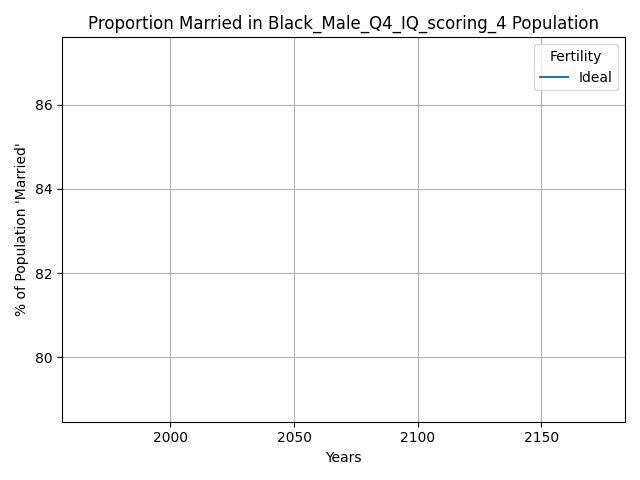 Proportion Married in Black_Male_Q4_IQ_scoring_4 Population
Fertility
Ideal
% of Population 'Married'
86
84
82
80
2000
2050
2100
2150
Years